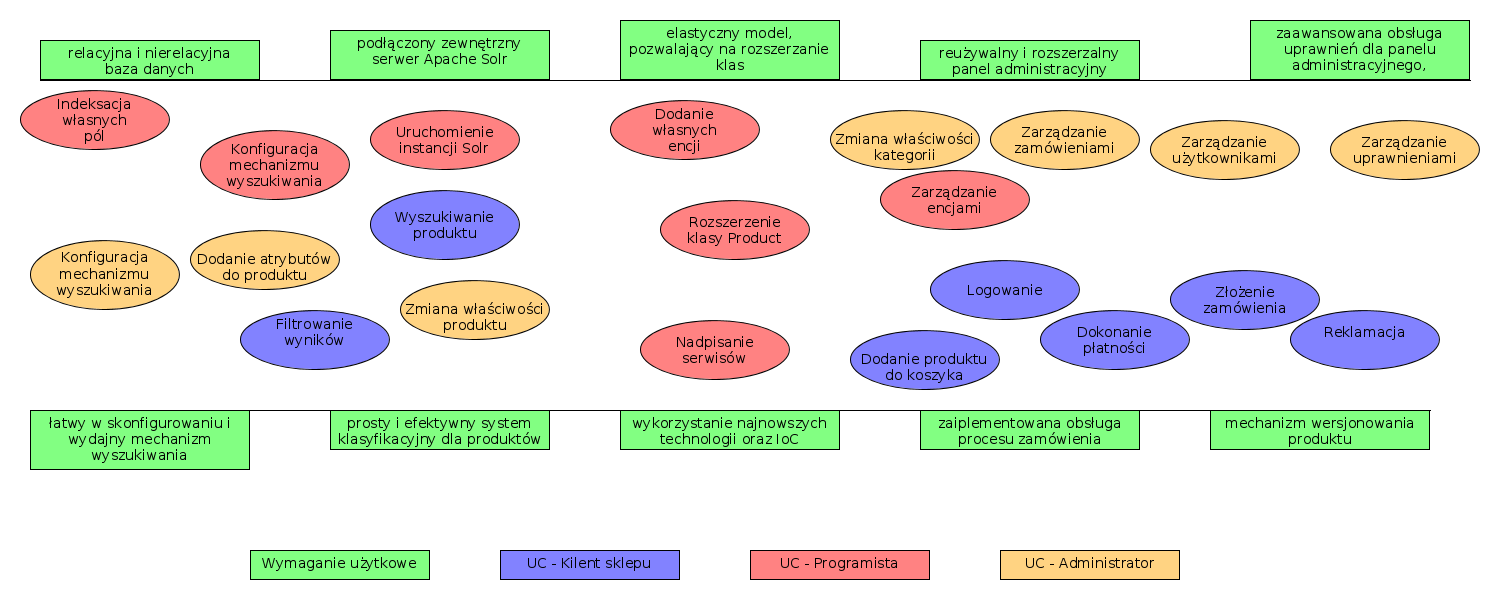 relacyjna i nierelacyjna
baza danych
podłączony zewnętrzny
serwer Apache Solr
elastyczny model,
pozwalający na rozszerzanie
klas
reużywalny i rozszerzalny
panel administracyjny
zaawansowana obsługa
uprawnień dla panelu
administracyjnego,
Indeksacja
własnych
pól
Konfiguracja
mechanizmu
wyszukiwania
Uruchomienie
instancji Solr
Dodanie
własnych
encji
Zmiana właściwości
kategorii
Zarządzanie
zamówieniami
Zarządzanie
użytkownikami
Zarządzanie
uprawnieniami
Zarządzanie
encjami
Wyszukiwanie
produktu
Rozszerzenie
klasy Product
Konfiguracja
mechanizmu
wyszukiwania
Dodanie atrybutów
do produktu
Zmiana właściwości
produktu
Filtrowanie
wyników
Nadpisanie
serwisów
Logowanie
Złożenie
zamówienia
Dokonanie
płatności
Reklamacja
Dodanie produktu
do koszyka
łatwy w skonfigurowaniu i
wydajny mechanizm
wyszukiwania
prosty i efektywny system
klasyfikacyjny dla produktów
wykorzystanie najnowszych
technologii oraz IoC
zaiplementowana obsługa
procesu zamówienia
mechanizm wersjonowania
produktu
Wymaganie użytkowe
UC - Kilent sklepu
UC - Programista
UC - Administrator